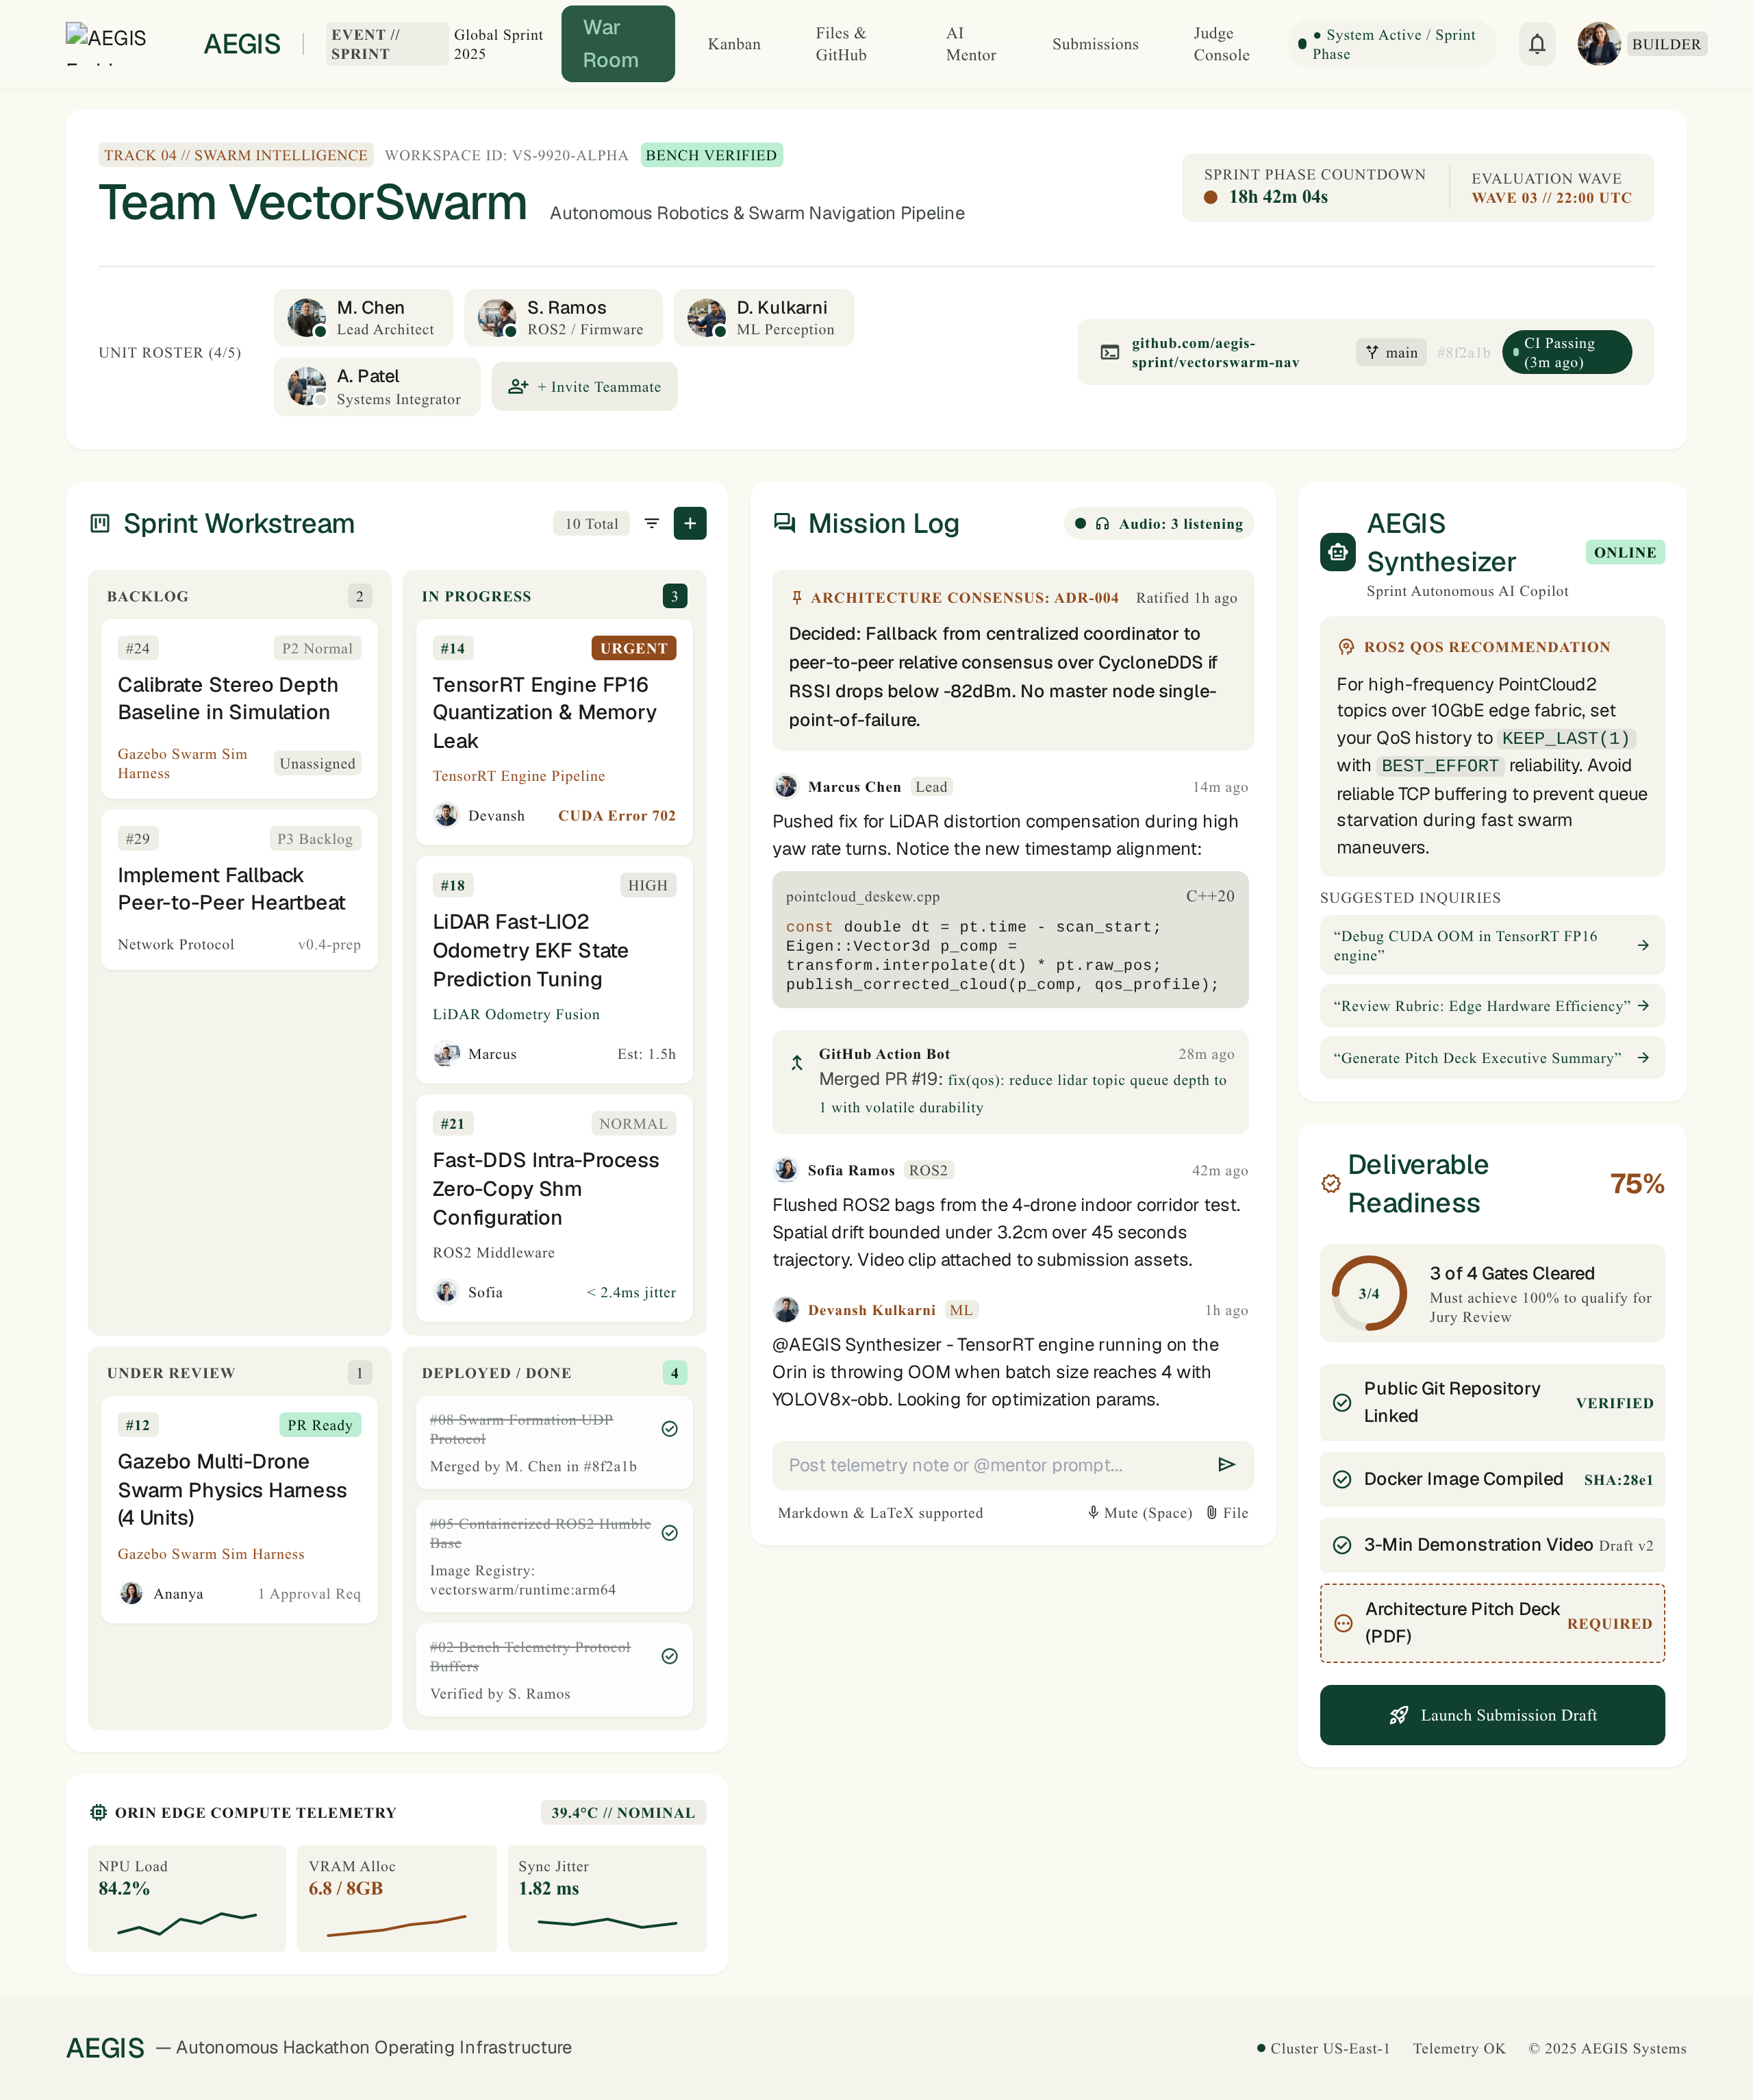 AEGIS
AEGIS
EVENT //
SPRINT
Global Sprint
2025
War
Room
Kanban
Files &
GitHub
AI
Mentor
Submissions
Judge
Console
● System Active / Sprint
Phase
BUILDER
TRACK 04 // SWARM INTELLIGENCE
WORKSPACE ID: VS-9920-ALPHA
BENCH VERIFIED
Team VectorSwarm
Autonomous Robotics & Swarm Navigation Pipeline
SPRINT PHASE COUNTDOWN
18h 42m 04s
EVALUATION WAVE
WAVE 03 // 22:00 UTC
UNIT ROSTER (4/5)
M. Chen
Lead Architect
S. Ramos
ROS2 / Firmware
D. Kulkarni
ML Perception
A. Patel
Systems Integrator
+ Invite Teammate
github.com/aegis-
sprint/vectorswarm-nav
main
#8f2a1b
CI Passing
(3m ago)
Sprint Workstream
10 Total
BACKLOG
2
#24
P2 Normal
Calibrate Stereo Depth
Baseline in Simulation
Gazebo Swarm Sim
Harness
Unassigned
#29
P3 Backlog
Implement Fallback
Peer-to-Peer Heartbeat
Network Protocol
v0.4-prep
IN PROGRESS
3
#14
URGENT
TensorRT Engine FP16
Quantization & Memory
Leak
TensorRT Engine Pipeline
Devansh
CUDA Error 702
#18
HIGH
LiDAR Fast-LIO2
Odometry EKF State
Prediction Tuning
LiDAR Odometry Fusion
Marcus
Est: 1.5h
#21
NORMAL
Fast-DDS Intra-Process
Zero-Copy Shm
Configuration
ROS2 Middleware
Sofia
< 2.4ms jitter
UNDER REVIEW
1
#12
PR Ready
Gazebo Multi-Drone
Swarm Physics Harness
(4 Units)
Gazebo Swarm Sim Harness
Ananya
1 Approval Req
DEPLOYED / DONE
4
#08 Swarm Formation UDP
Protocol
Merged by M. Chen in #8f2a1b
#05 Containerized ROS2 Humble
Base
Image Registry:
vectorswarm/runtime:arm64
#02 Bench Telemetry Protocol
Buffers
Verified by S. Ramos
ORIN EDGE COMPUTE TELEMETRY
39.4°C // NOMINAL
NPU Load
84.2%
VRAM Alloc
6.8 / 8GB
Sync Jitter
1.82 ms
Mission Log
Audio: 3 listening
ARCHITECTURE CONSENSUS: ADR-004
Ratified 1h ago
Decided: Fallback from centralized coordinator to
peer-to-peer relative consensus over CycloneDDS if
RSSI drops below -82dBm. No master node single-
point-of-failure.
Marcus Chen
Lead
14m ago
Pushed fix for LiDAR distortion compensation during high
yaw rate turns. Notice the new timestamp alignment:
pointcloud_deskew.cpp
C++20
const double dt = pt.time - scan_start;
Eigen::Vector3d p_comp =
transform.interpolate(dt) * pt.raw_pos;
publish_corrected_cloud(p_comp, qos_profile);
GitHub Action Bot
28m ago
Merged PR #19: fix(qos): reduce lidar topic queue depth to
1 with volatile durability
Sofia Ramos
ROS2
42m ago
Flushed ROS2 bags from the 4-drone indoor corridor test.
Spatial drift bounded under 3.2cm over 45 seconds
trajectory. Video clip attached to submission assets.
Devansh Kulkarni
ML
1h ago
@AEGIS Synthesizer - TensorRT engine running on the
Orin is throwing OOM when batch size reaches 4 with
YOLOV8x-obb. Looking for optimization params.
Post telemetry note or @mentor prompt...
Markdown & LaTeX supported
Mute (Space)
File
AEGIS
Synthesizer
Sprint Autonomous AI Copilot
ONLINE
ROS2 QOS RECOMMENDATION
For high-frequency PointCloud2
topics over 10GbE edge fabric, set
your QoS history to KEEP_LAST(1)
with BEST_EFFORT reliability. Avoid
reliable TCP buffering to prevent queue
starvation during fast swarm
maneuvers.
SUGGESTED INQUIRIES
“Debug CUDA OOM in TensorRT FP16
engine”
“Review Rubric: Edge Hardware Efficiency”
“Generate Pitch Deck Executive Summary”
Deliverable
Readiness
75%
3/4
3 of 4 Gates Cleared
Must achieve 100% to qualify for
Jury Review
Public Git Repository
Linked
VERIFIED
Docker Image Compiled
SHA:28e1
3-Min Demonstration Video
Draft v2
Architecture Pitch Deck
(PDF)
REQUIRED
Launch Submission Draft
AEGIS
— Autonomous Hackathon Operating Infrastructure
Cluster US-East-1
Telemetry OK
© 2025 AEGIS Systems